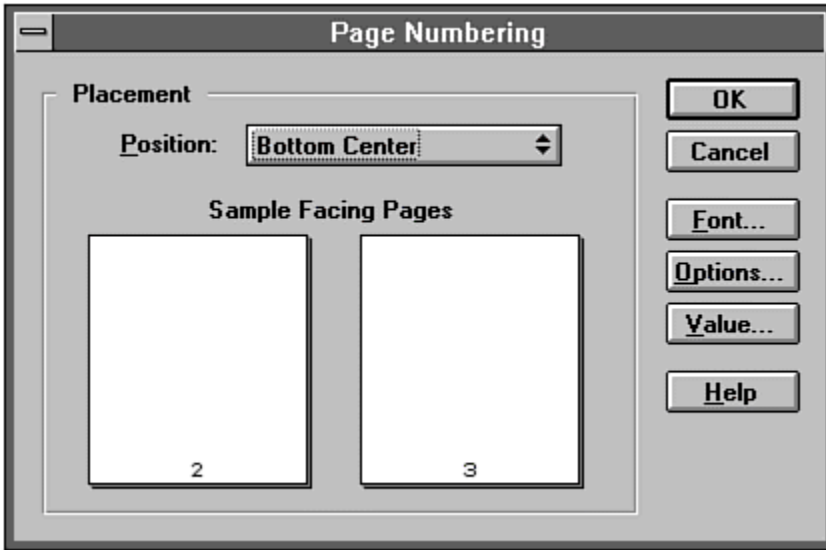 Page Numbering
Placement
Position: Bottom Center
Sample Facing Pages
2 3
OK
Cancel
Font...
Options...
Value...
Help